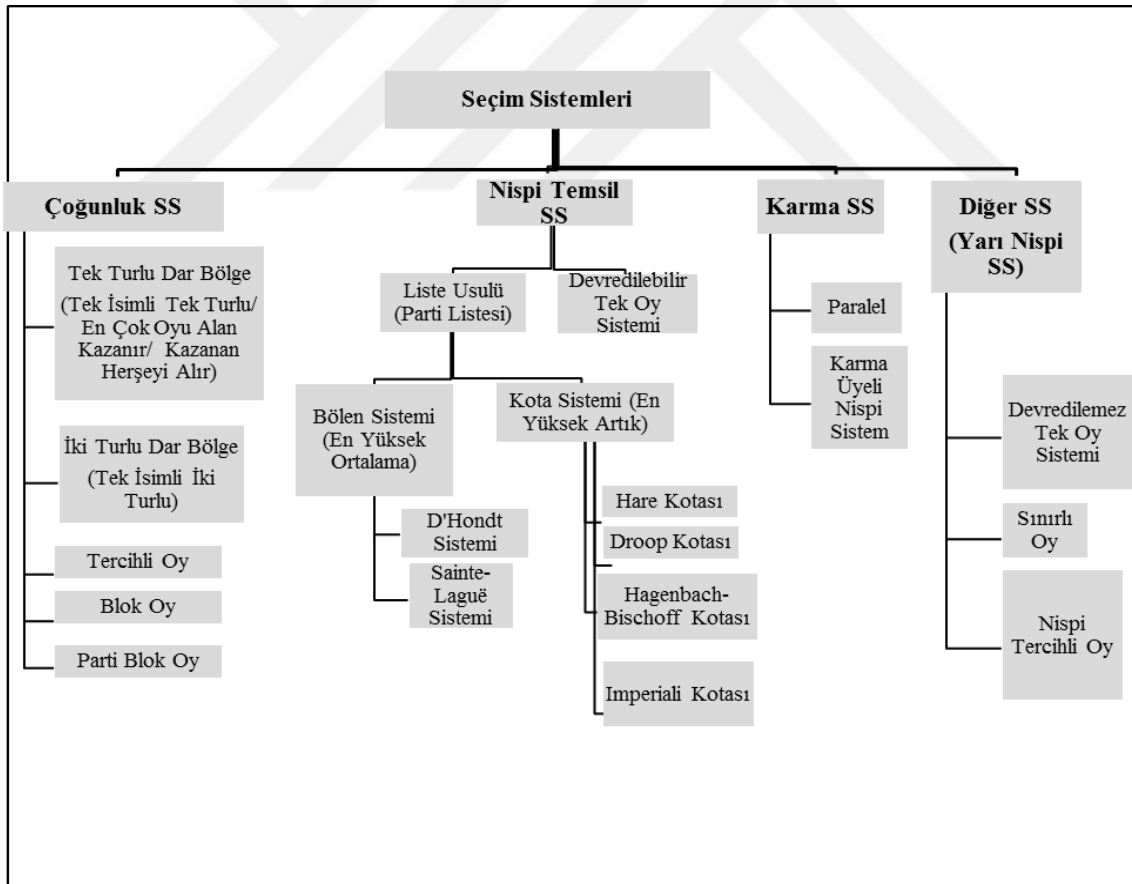 Seçim Sistemleri
Çoğunluk SS
Tek Turlu Dar Bölge
(Tek İsimli Tek Turlu/
En Çok Oyu Alan
Kazanır/ Kazanan
Herşeyi Alır)
İki Turlu Dar Bölge
(Tek İsimli İki
Turlu)
Tercihli Oy
Blok Oy
Parti Blok Oy
Nispi Temsil
SS
Liste Usulü
(Parti Listesi)
Bölen Sistemi
(En Yüksek
Ortalama)
D'Hondt
Sistemi
Sainte-
Laguë
Sistemi
Kota Sistemi (En
Yüksek Artık)
Hare Kotası
Droop Kotası
Hagenbach-
Bischoff Kotası
Imperiali Kotası
Devredilebilir
Tek Oy
Sistemi
Karma SS
Paralel
Karma
Üyeli
Nispi
Sistem
Diğer SS
(Yarı Nispi
SS)
Devredilemez
Tek Oy
Sistemi
Sınırlı
Oy
Nispi
Tercihli Oy